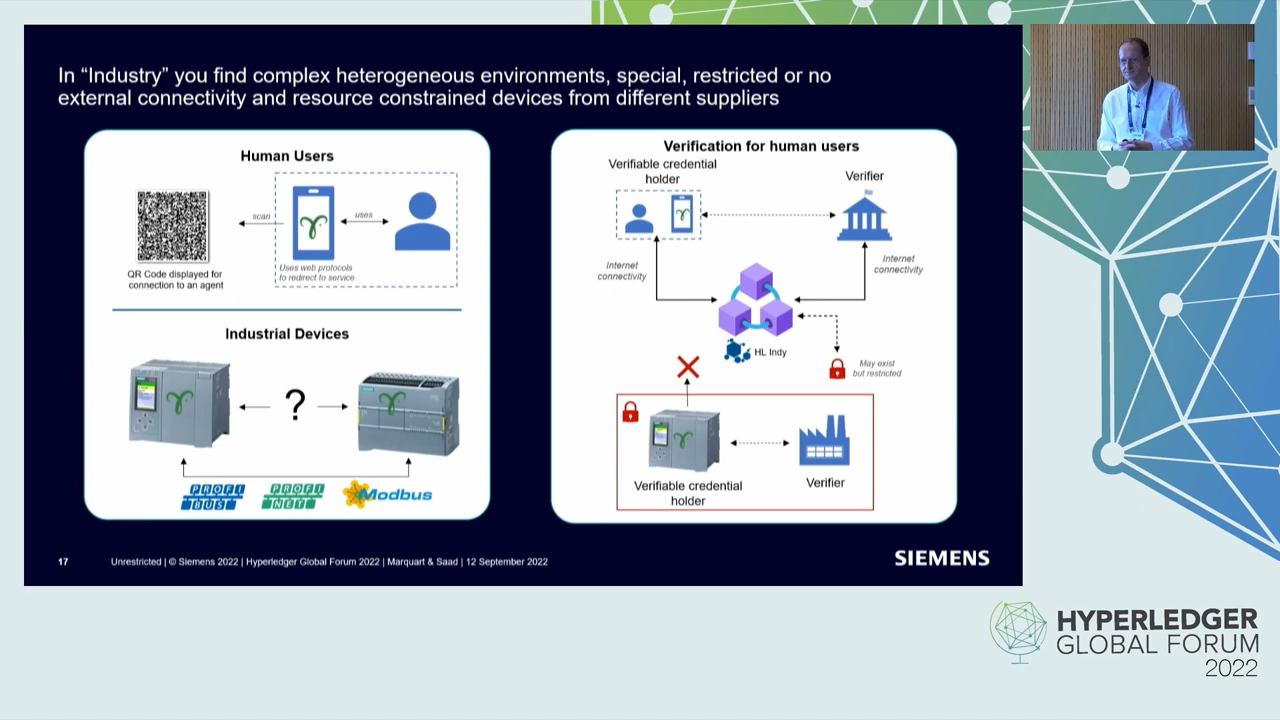 In “Industry” you find complex heterogeneous environments, special, restricted or no
external connectivity and resource constrained devices from different suppliers
Human Users
scan
uses
QR Code displayed for
connection to an agent
Uses web protocols
to redirect to service
Industrial Devices
?
PROFI
BUS
PROFI
NET
Modbus
Verification for human users
Verifiable credential
holder
Verifier
Internet
connectivity
Internet
connectivity
HL Indy
May exist
but restricted
Verifiable credential
holder
Verifier
17
Unrestricted | © Siemens 2022 | Hyperledger Global Forum 2022 | Marquart & Saad | 12 September 2022
SIEMENS
HYPERLEDGER
GLOBAL FORUM
2022